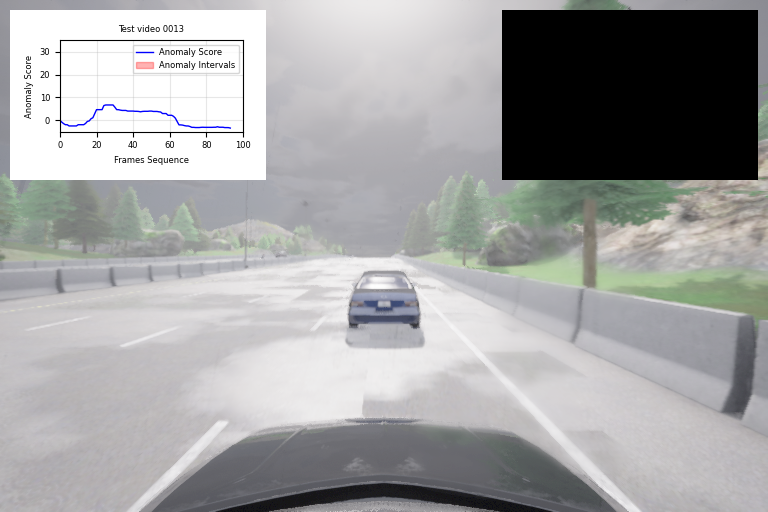 Test video 0013
Anomaly Score
Anomaly Intervals
30
20
10
0
Anomaly Score
0 20 40 60 80 100
Frames Sequence